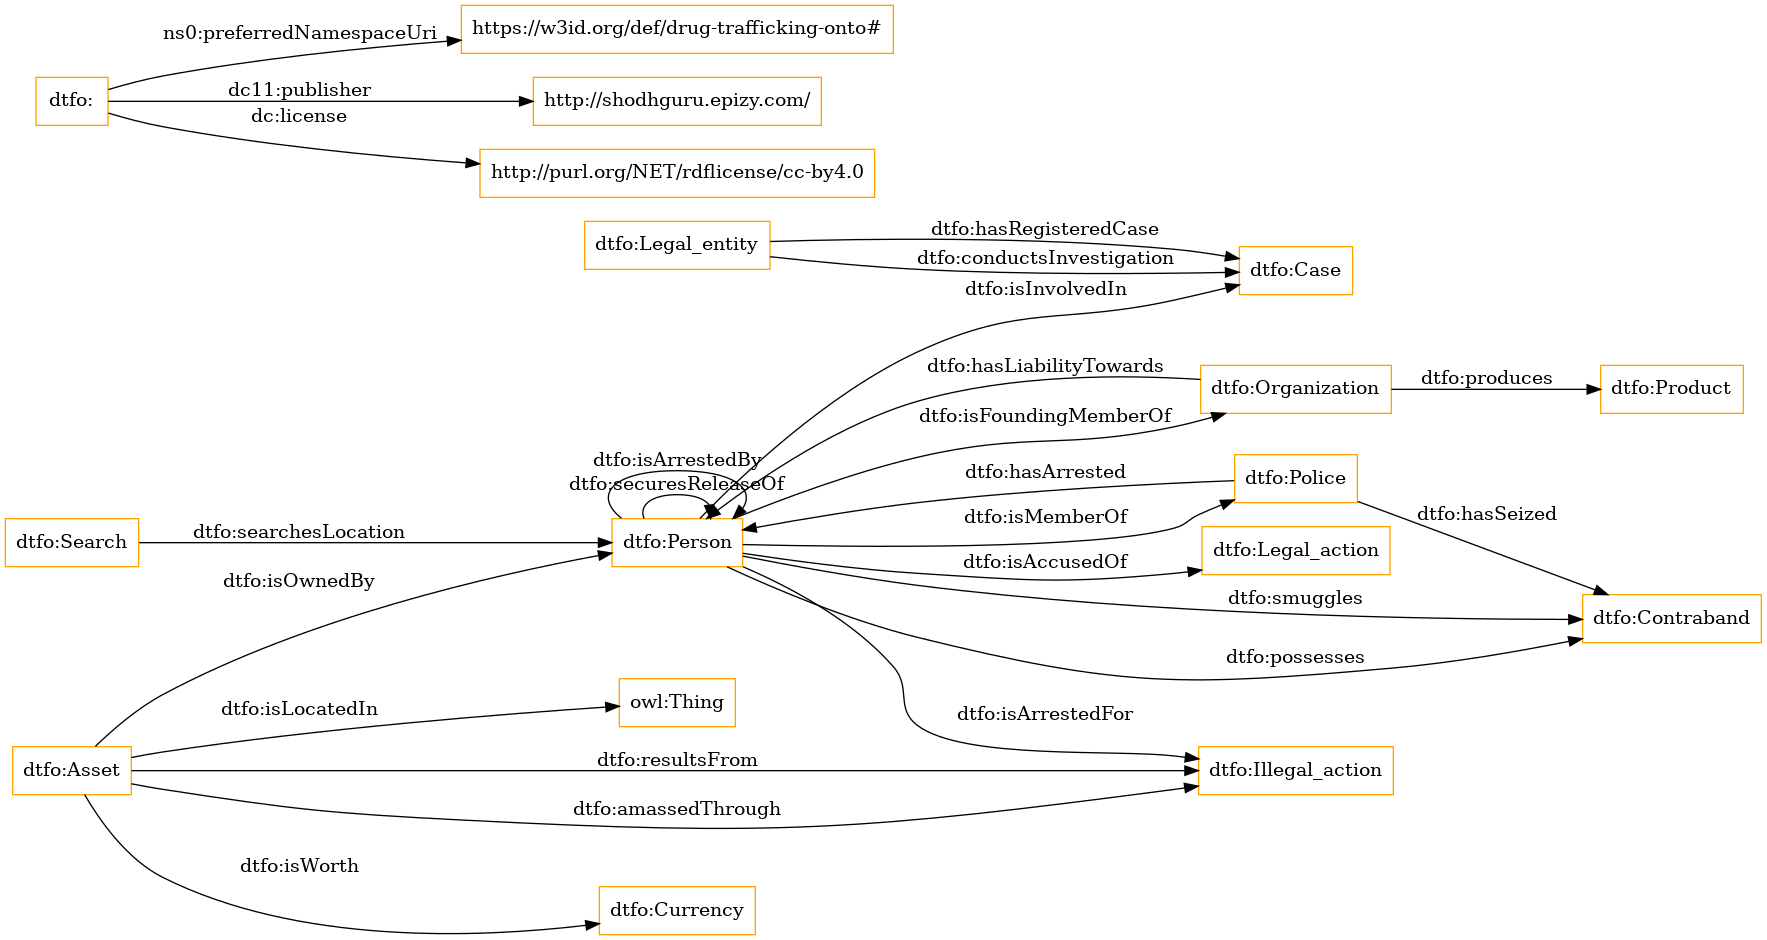 ns0:preferredNamespaceUri
https://w3id.org/def/drug-trafficking-onto#
dtfo:
dc11:publisher
http://shodhguru.epizy.com/
dc:license
http://purl.org/NET/rdflicense/cc-by4.0
dtfo:Legal_entity
dtfo:hasRegisteredCase
dtfo:conductsInvestigation
dtfo:Case
dtfo:isInvolvedIn
dtfo:hasLiabilityTowards
dtfo:Organization
dtfo:produces
dtfo:Product
dtfo:isFoundingMemberOf
dtfo:isArrestedBy
dtfo:securesReleaseOf
dtfo:hasArrested
dtfo:Police
dtfo:hasSeized
dtfo:isMemberOf
dtfo:Search
dtfo:searchesLocation
dtfo:Person
dtfo:isAccusedOf
dtfo:Legal_action
dtfo:isOwnedBy
dtfo:smuggles
dtfo:Contraband
dtfo:possesses
dtfo:isLocatedIn
owl:Thing
dtfo:isArrestedFor
dtfo:Asset
dtfo:resultsFrom
dtfo:Illegal_action
dtfo:amassedThrough
dtfo:isWorth
dtfo:Currency